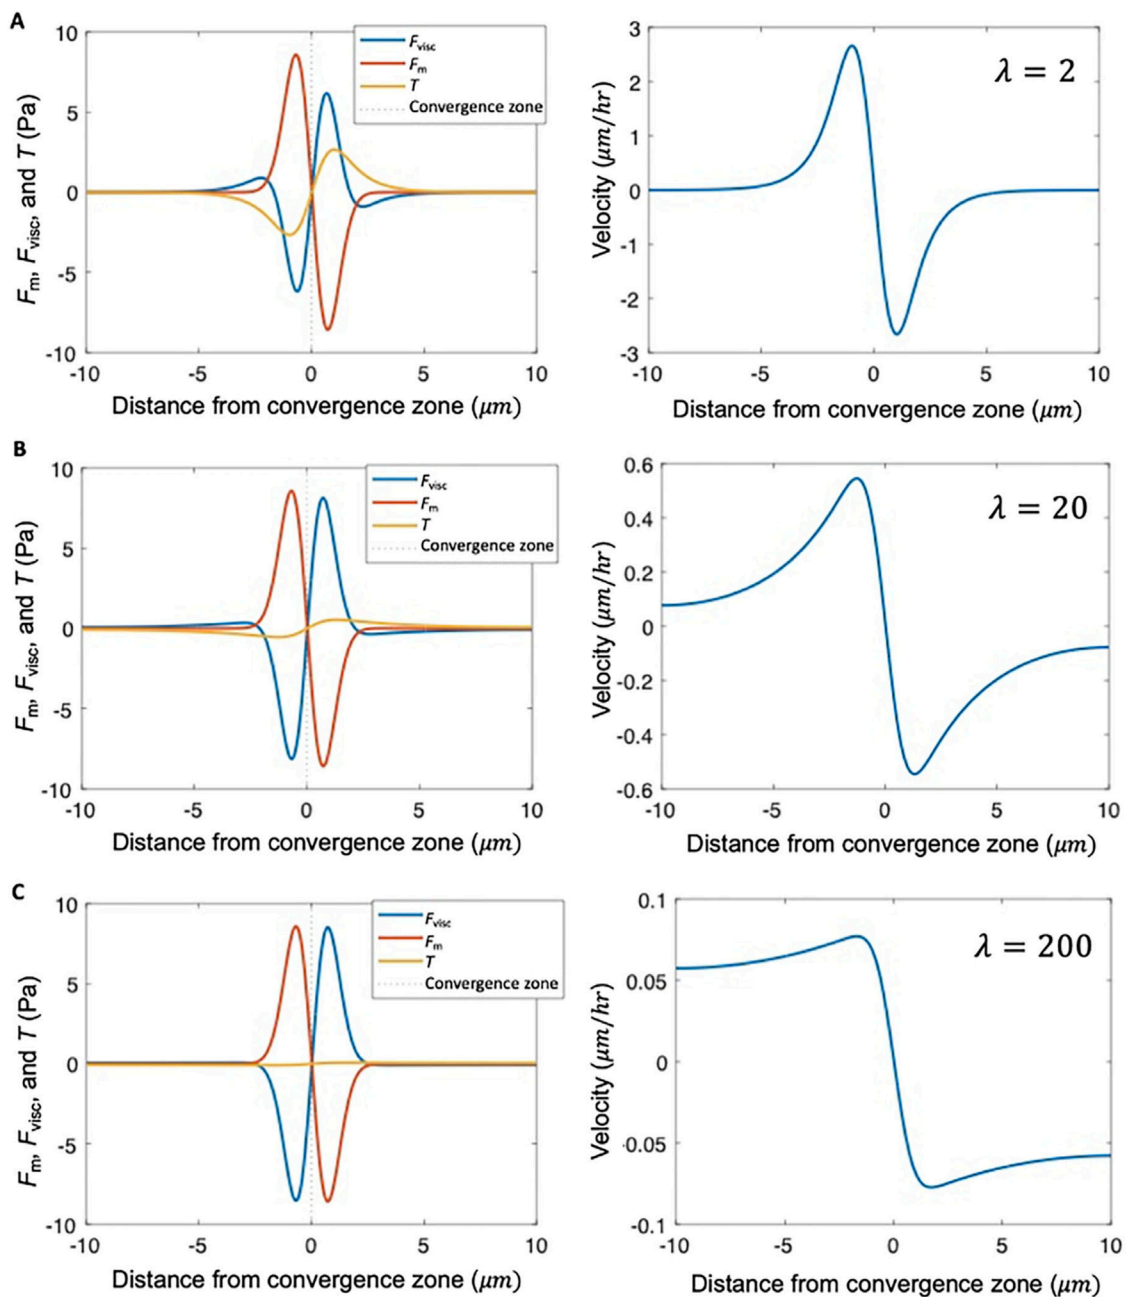 A
10
5
0
-5
-10
-10
-5
0
5
10
F_m, F_visc, and T (Pa)
Distance from convergence zone (μm)
F_visc
F_m
T
Convergence zone
3
2
1
0
-1
-2
-3
-10
-5
0
5
10
Velocity (μm/hr)
Distance from convergence zone (μm)
λ = 2
B
10
5
0
-5
-10
-10
-5
0
5
10
F_m, F_visc, and T (Pa)
Distance from convergence zone (μm)
F_visc
F_m
T
Convergence zone
0.6
0.4
0.2
0
-0.2
-0.4
-0.6
-10
-5
0
5
10
Velocity (μm/hr)
Distance from convergence zone (μm)
λ = 20
C
10
5
0
-5
-10
-10
-5
0
5
10
F_m, F_visc, and T (Pa)
Distance from convergence zone (μm)
F_visc
F_m
T
Convergence zone
0.1
0.05
0
-0.05
-0.1
-10
-5
0
5
10
Velocity (μm/hr)
Distance from convergence zone (μm)
λ = 200